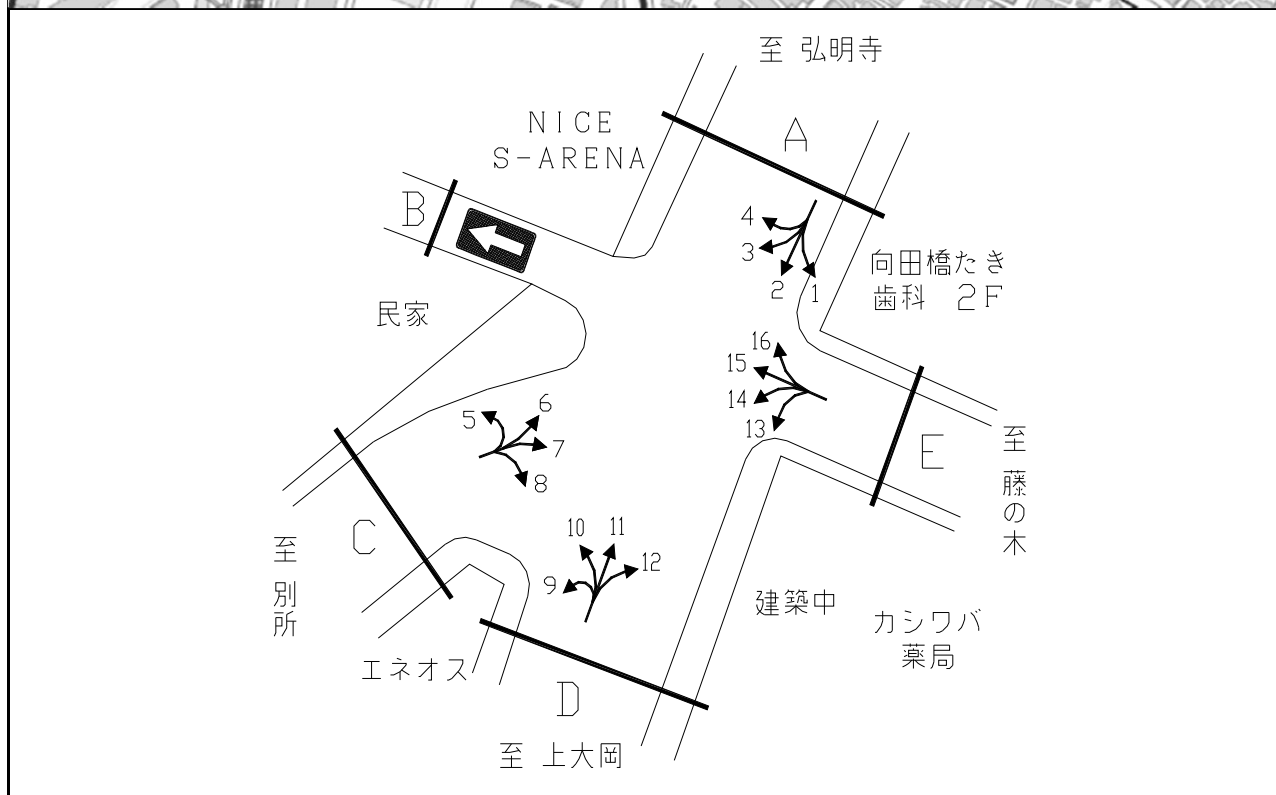 至 弘明寺
NICE
S-ARENA
A
B
4
3
2
1
向田橋たき
歯科 2F
民家
16
15
14
13
5
6
7
8
E
至 藤の木
C
10
11
12
9
至 別所
建築中
カシワバ
薬局
エネオス
D
至 上大岡